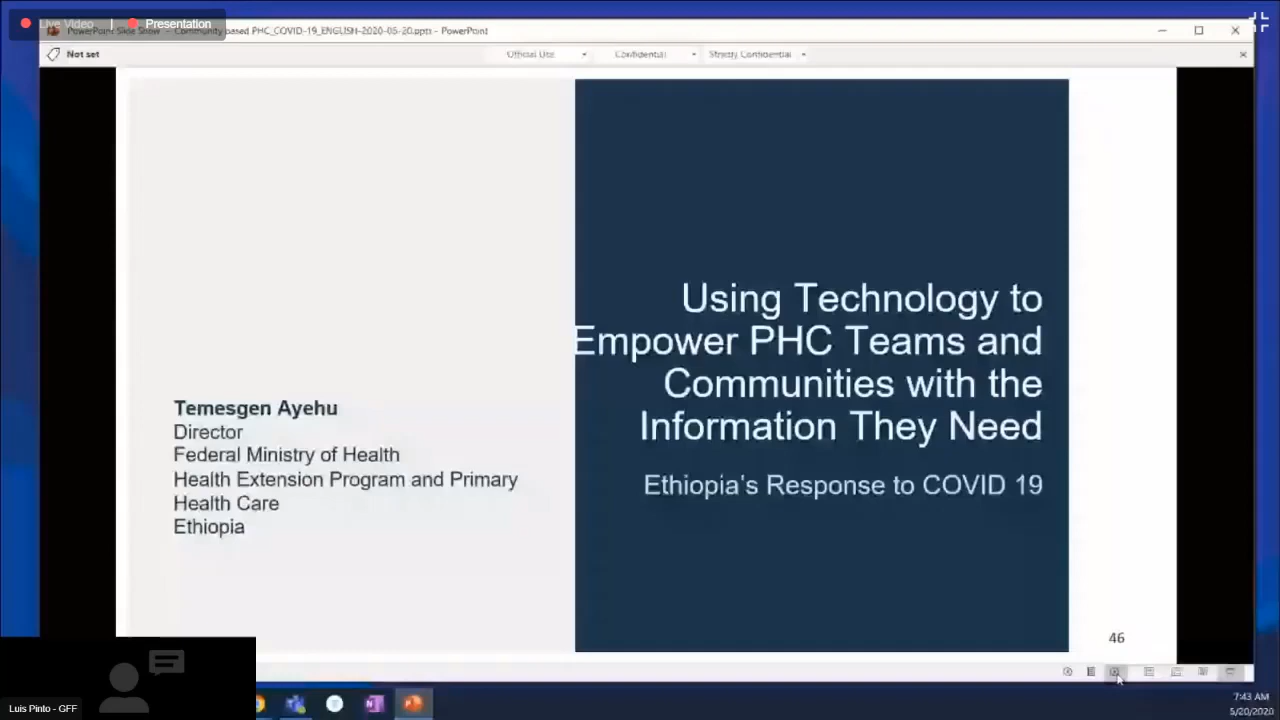 Live Video | Presentation
PowerPoint Slide Show - Community based PHC_COVID-19_ENGLISH-2020-05-20.pptx - PowerPoint
Not set
Official Use
Confidential
Strictly Confidential
Using Technology to
Empower PHC Teams and
Communities with the
Information They Need
Ethiopia's Response to COVID 19
Temesgen Ayehu
Director
Federal Ministry of Health
Health Extension Program and Primary
Health Care
Ethiopia
46
Luis Pinto - GFF
7:43 AM
5/20/2020